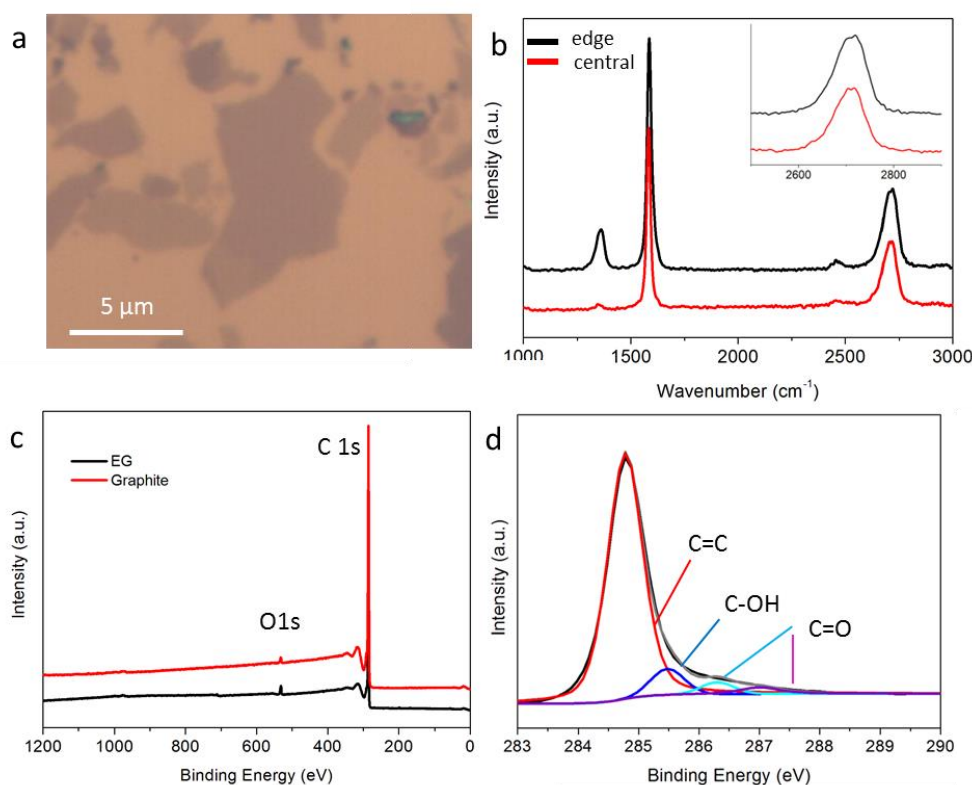 a
5 µm
b
edge
central
2600
2800
Intensity (a.u.)
1000
1500
2000
2500
3000
Wavenumber (cm⁻¹)
c
C 1s
EG
Graphite
O1s
Intensity (a.u.)
1200
1000
800
600
400
200
0
Binding Energy (eV)
d
C=C
C-OH
C=O
Intensity (a.u.)
283
284
285
286
287
288
289
290
Binding Energy (eV)